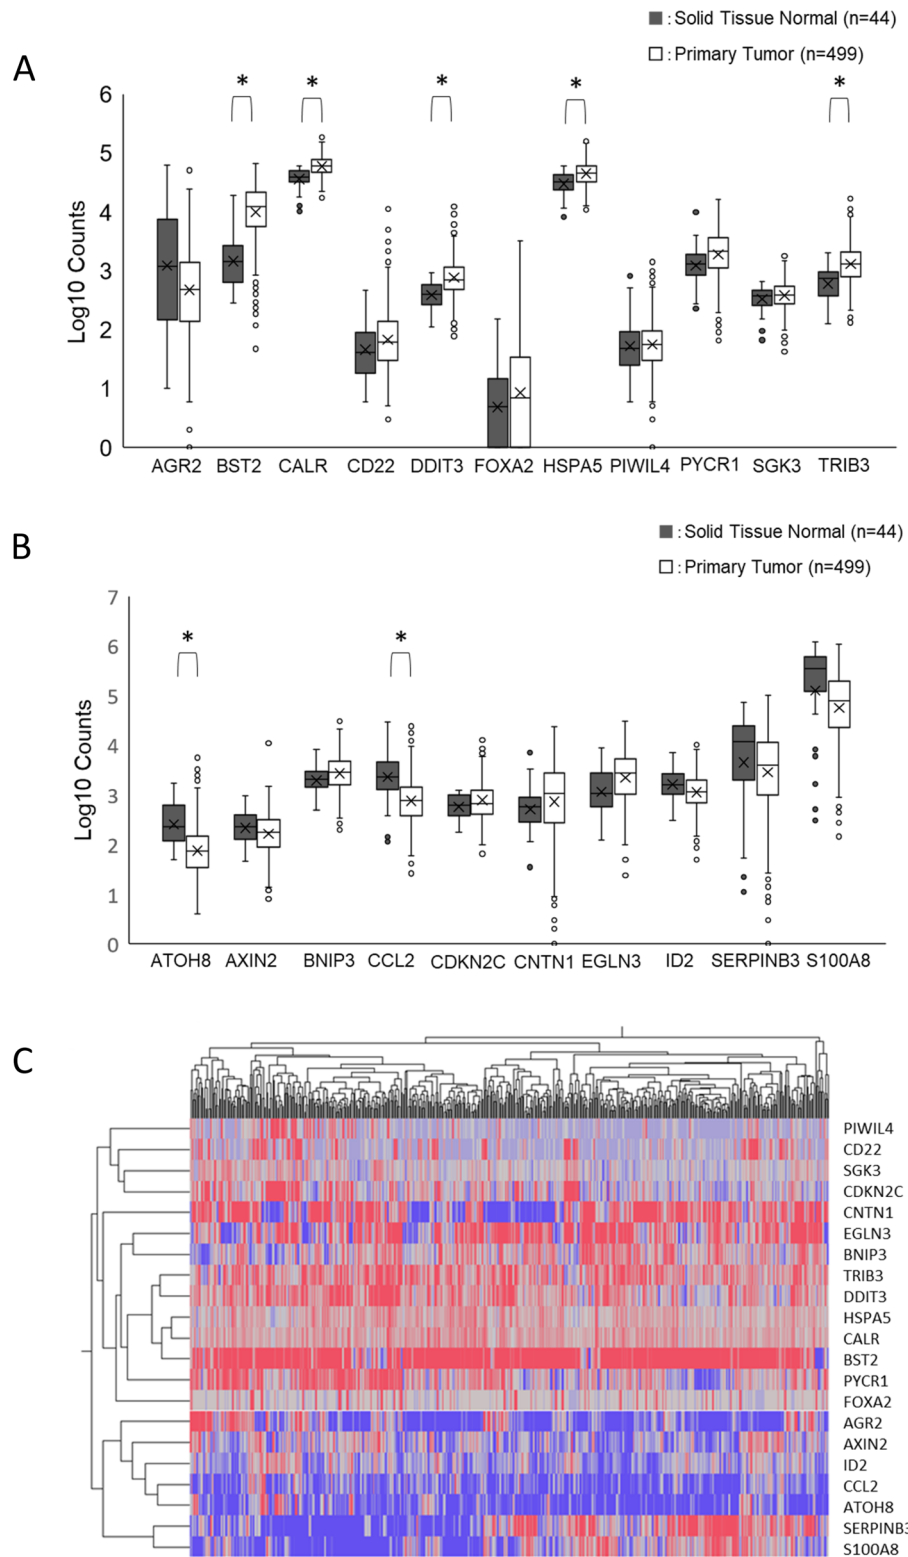 A
: Solid Tissue Normal (n=44)
: Primary Tumor (n=499)
* * * * *
6
5
4
3
2
1
0
Log10 Counts
AGR2 BST2 CALR CD22 DDIT3 FOXA2 HSPA5 PIWIL4 PYCR1 SGK3 TRIB3
B
: Solid Tissue Normal (n=44)
: Primary Tumor (n=499)
* *
7
6
5
4
3
2
1
0
Log10 Counts
ATOH8 AXIN2 BNIP3 CCL2 CDKN2C CNTN1 EGLN3 ID2 SERPINB3 S100A8
C
PIWIL4
CD22
SGK3
CDKN2C
CNTN1
EGLN3
BNIP3
TRIB3
DDIT3
HSPA5
CALR
BST2
PYCR1
FOXA2
AGR2
AXIN2
ID2
CCL2
ATOH8
SERPINB3
S100A8